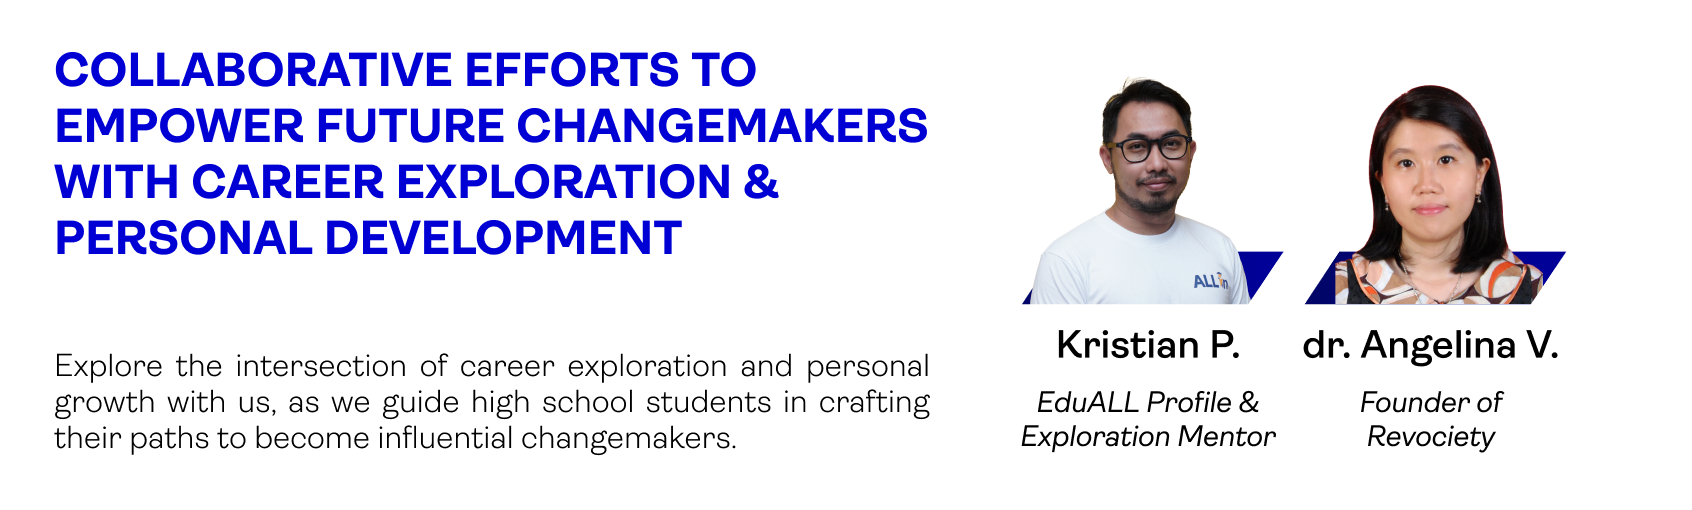 COLLABORATIVE EFFORTS TO
EMPOWER FUTURE CHANGEMAKERS
WITH CAREER EXPLORATION &
PERSONAL DEVELOPMENT
Explore the intersection of career exploration and personal
growth with us, as we guide high school students in crafting
their paths to become influential changemakers.
ALL in
Kristian P.
EduALL Profile &
Exploration Mentor
dr. Angelina V.
Founder of
Revociety